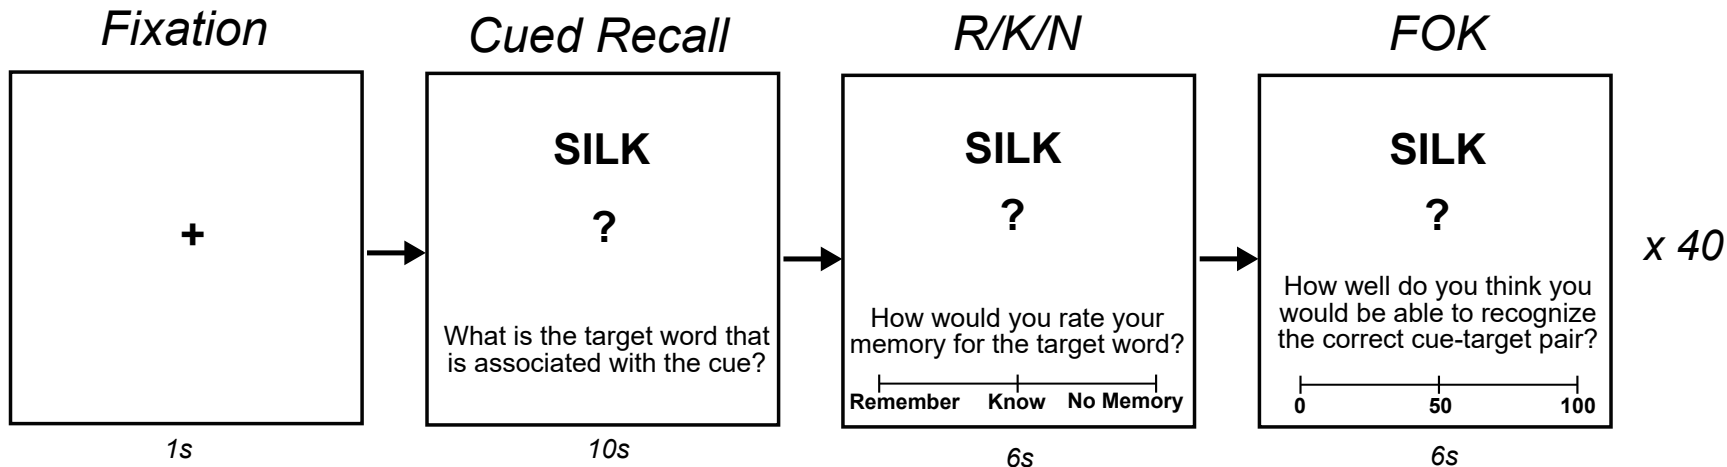 Fixation
+
1s
Cued Recall
SILK
?
What is the target word that
is associated with the cue?
10s
R/K/N
SILK
?
How would you rate your
memory for the target word?
Remember Know No Memory
6s
FOK
SILK
?
How well do you think you
would be able to recognize
the correct cue-target pair?
0 50 100
6s
x 40